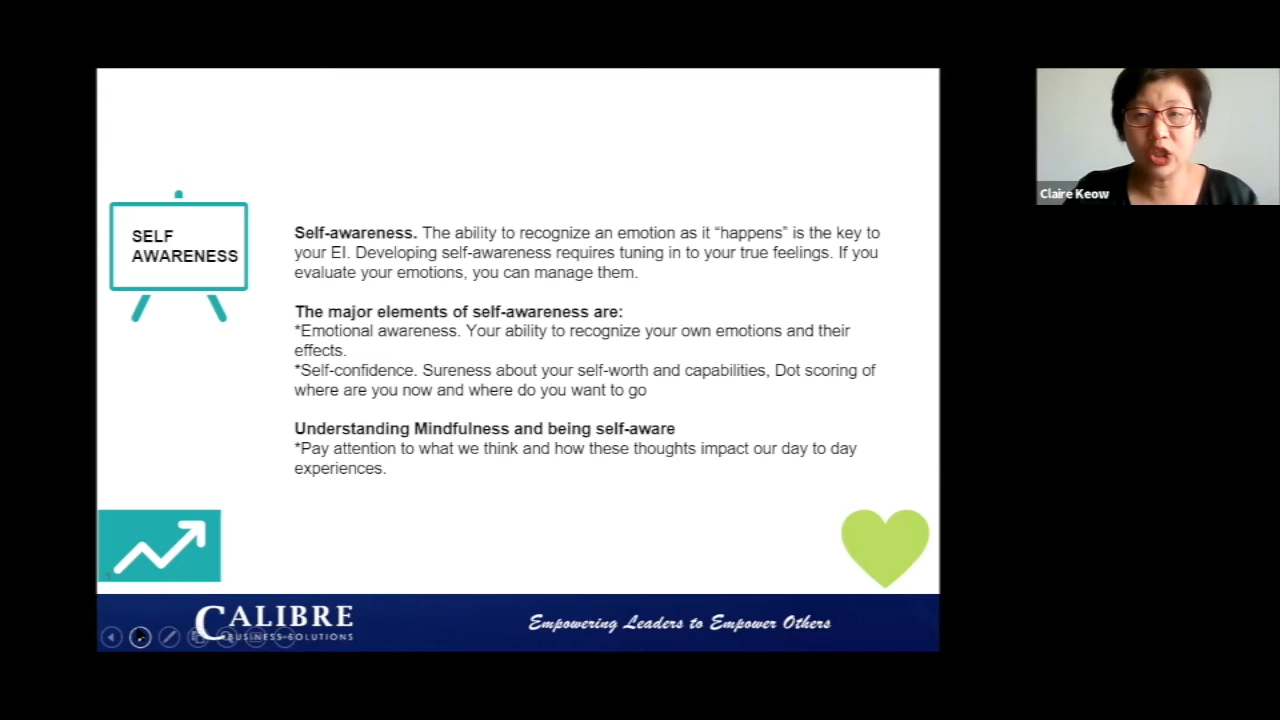 Claire Keow
SELF
AWARENESS
Self-awareness. The ability to recognize an emotion as it “happens” is the key to
your EI. Developing self-awareness requires tuning in to your true feelings. If you
evaluate your emotions, you can manage them.
The major elements of self-awareness are:
*Emotional awareness. Your ability to recognize your own emotions and their
effects.
*Self-confidence. Sureness about your self-worth and capabilities, Dot scoring of
where are you now and where do you want to go
Understanding Mindfulness and being self-aware
*Pay attention to what we think and how these thoughts impact our day to day
experiences.
CALIBRE
BUSINESS SOLUTIONS
Empowering Leaders to Empower Others